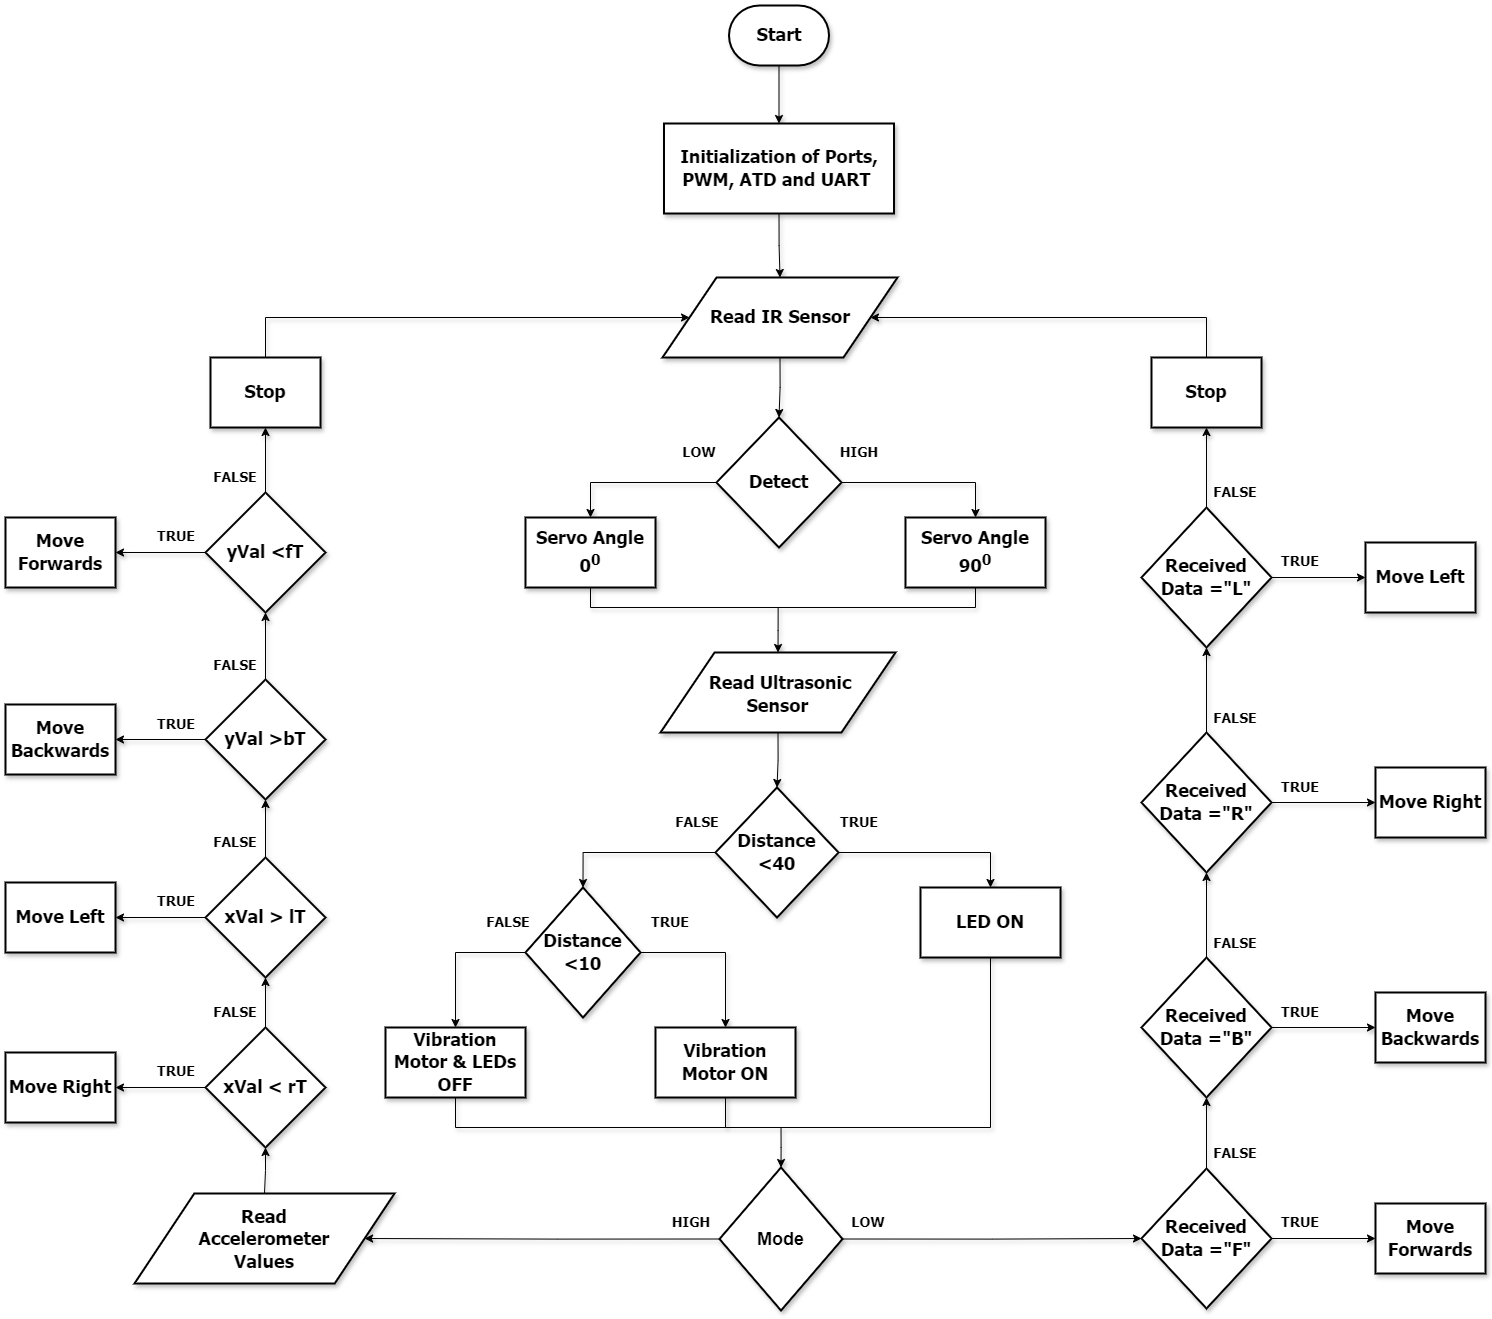 Start
Initialization of Ports,
PWM, ATD and UART
Read IR Sensor
Stop
Stop
LOW
HIGH
Detect
FALSE
FALSE
Move
Forwards
TRUE
yVal <fT
Servo Angle
0⁰
Servo Angle
90⁰
Received
Data ="L"
TRUE
Move Left
FALSE
Read Ultrasonic
Sensor
FALSE
Move
Backwards
TRUE
yVal >bT
Received
Data ="R"
TRUE
Move Right
FALSE
FALSE
TRUE
Distance
<40
Move Left
TRUE
xVal > lT
FALSE
TRUE
Distance
<10
LED ON
FALSE
FALSE
Received
Data ="B"
TRUE
Move
Backwards
Move Right
TRUE
xVal < rT
Vibration
Motor & LEDs
OFF
Vibration
Motor ON
FALSE
Read
Accelerometer
Values
HIGH
Mode
LOW
Received
Data ="F"
TRUE
Move
Forwards